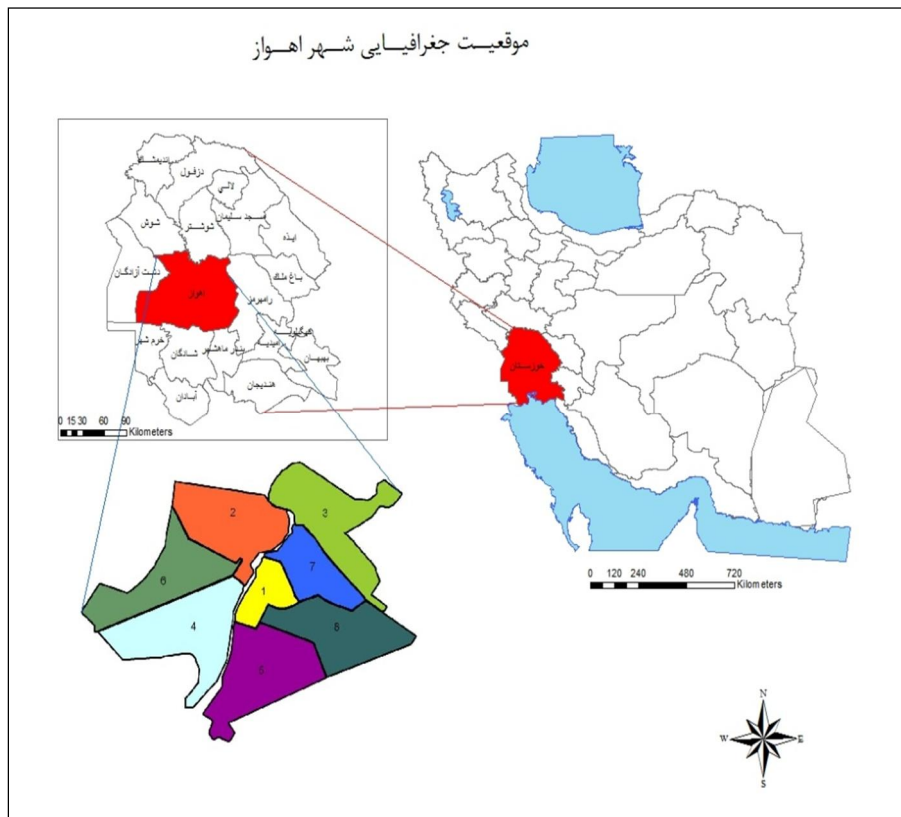 موقعیت جغرافیایی شهر اهواز
اندیمشک
دزفول
لالی
شوش
شوشتر
مسجد سلیمان
ایذه
دشت آزادگان
اهواز
باغ ملک
رامهرمز
خرم شهر
شادگان
بندر ماهشهر
بهبهان
هندیجان
آبادان
0 15 30 60 90
Kilometers
خوزستان
0 120 240 480 720
Kilometers
2
3
7
6
1
4
8
5
N
W E
S